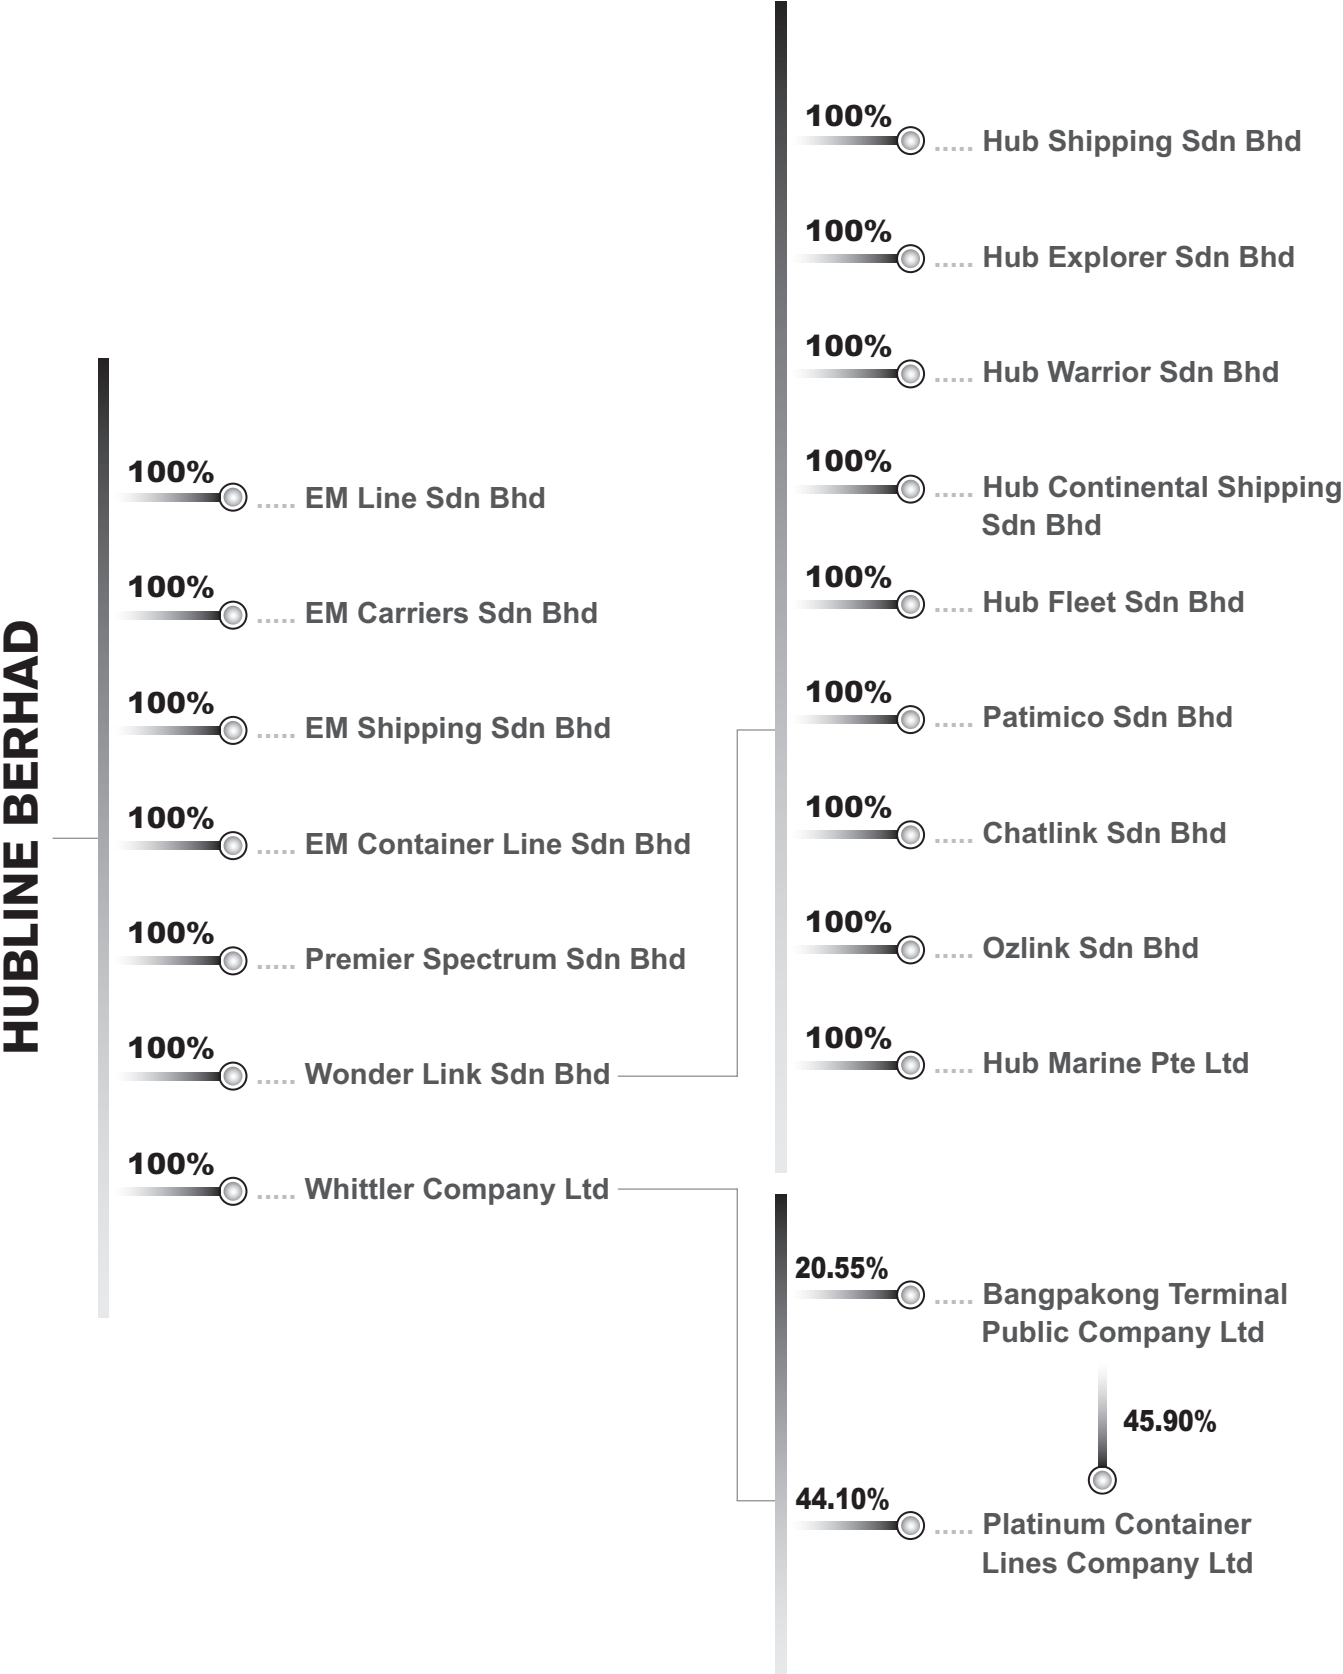 HUBLINE BERHAD
100%
..... EM Line Sdn Bhd
100%
..... EM Carriers Sdn Bhd
100%
..... EM Shipping Sdn Bhd
100%
..... EM Container Line Sdn Bhd
100%
..... Premier Spectrum Sdn Bhd
100%
..... Wonder Link Sdn Bhd
100%
..... Whittler Company Ltd
100%
..... Hub Shipping Sdn Bhd
100%
..... Hub Explorer Sdn Bhd
100%
..... Hub Warrior Sdn Bhd
100%
..... Hub Continental Shipping
Sdn Bhd
100%
..... Hub Fleet Sdn Bhd
100%
..... Patimico Sdn Bhd
100%
..... Chatlink Sdn Bhd
100%
..... Ozlink Sdn Bhd
100%
..... Hub Marine Pte Ltd
20.55%
..... Bangpakong Terminal
Public Company Ltd
45.90%
44.10%
..... Platinum Container
Lines Company Ltd